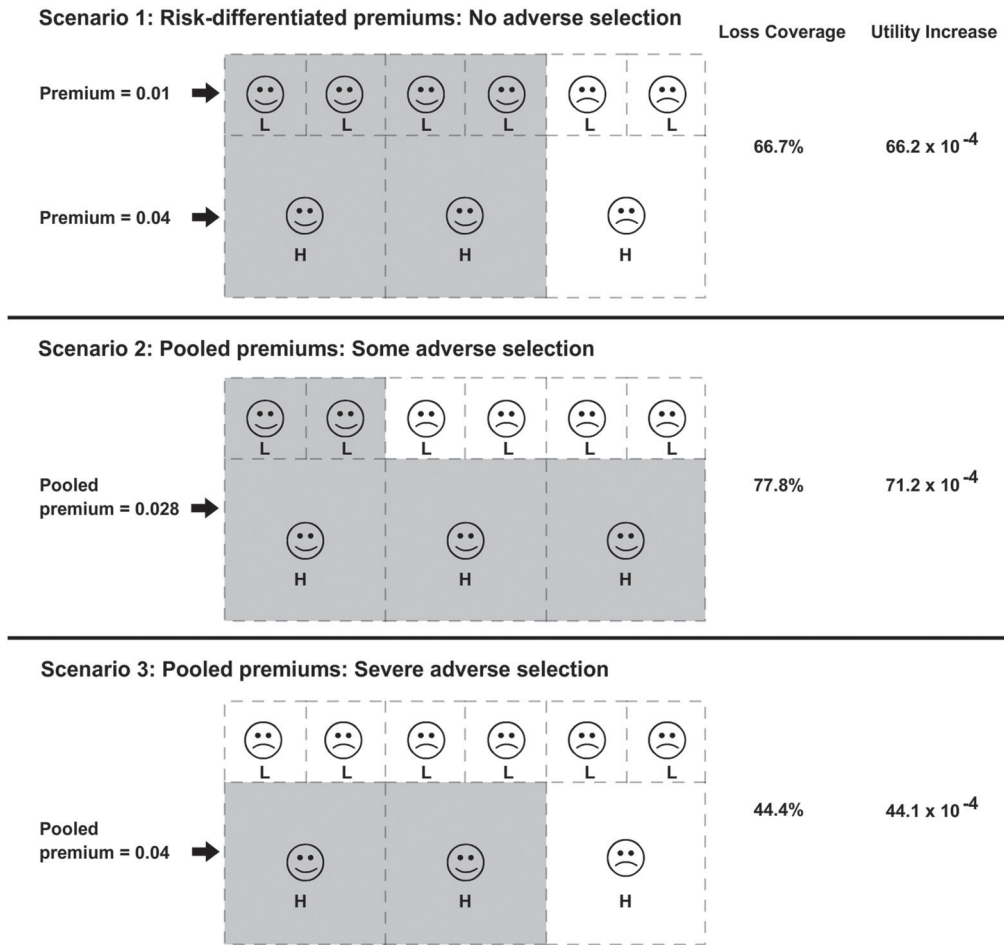 Scenario 1: Risk-differentiated premiums: No adverse selection
Loss Coverage Utility Increase
Premium = 0.01
L L L L L L
66.7% 66.2 x 10⁻⁴
Premium = 0.04
H H H
Scenario 2: Pooled premiums: Some adverse selection
L L L L L L
Pooled
premium = 0.028
77.8% 71.2 x 10⁻⁴
H H H
Scenario 3: Pooled premiums: Severe adverse selection
L L L L L L
44.4% 44.1 x 10⁻⁴
Pooled
premium = 0.04
H H H